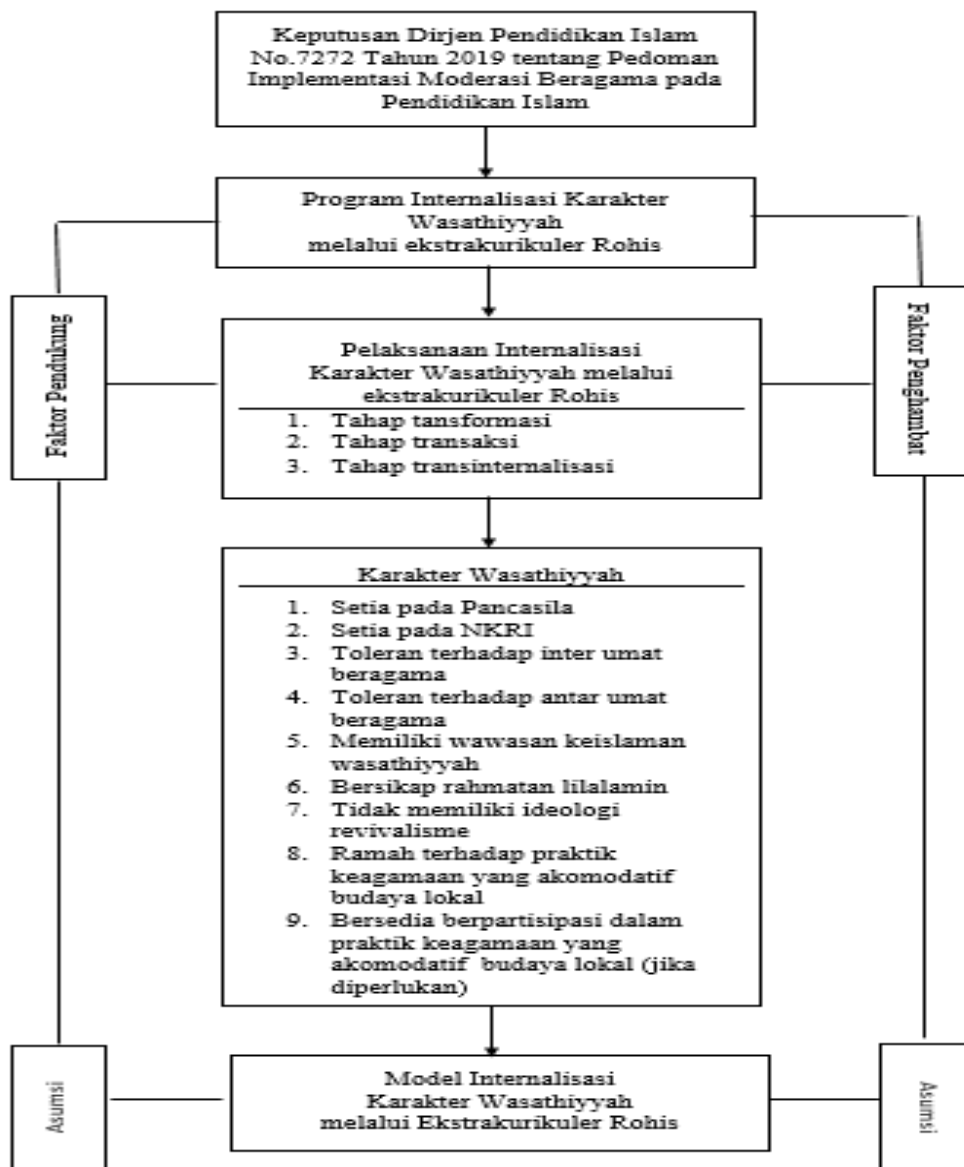 Keputusan Dirjen Pendidikan Islam
No.7272 Tahun 2019 tentang Pedoman
Implementasi Moderasi Beragama pada
Pendidikan Islam
Program Internalisasi Karakter
Wasathiyyah
melalui ekstrakurikuler Rohis
Faktor Pendukung
Faktor Penghambat
Pelaksanaan Internalisasi
Karakter Wasathiyyah melalui
ekstrakurikuler Rohis
1. Tahap tansformasi
2. Tahap transaksi
3. Tahap transinternalisasi
Karakter Wasathiyyah
1. Setia pada Pancasila
2. Setia pada NKRI
3. Toleran terhadap inter umat
beragama
4. Toleran terhadap antar umat
beragama
5. Memiliki wawasan keislaman
wasathiyyah
6. Bersikap rahmatan lilalamin
7. Tidak memiliki ideologi
revivalisme
8. Ramah terhadap praktik
keagamaan yang akomodatif
budaya lokal
9. Bersedia berpartisipasi dalam
praktik keagamaan yang
akomodatif budaya lokal (jika
diperlukan)
Asumsi
Model Internalisasi
Karakter Wasathiyyah
melalui Ekstrakurikuler Rohis
Asumsi